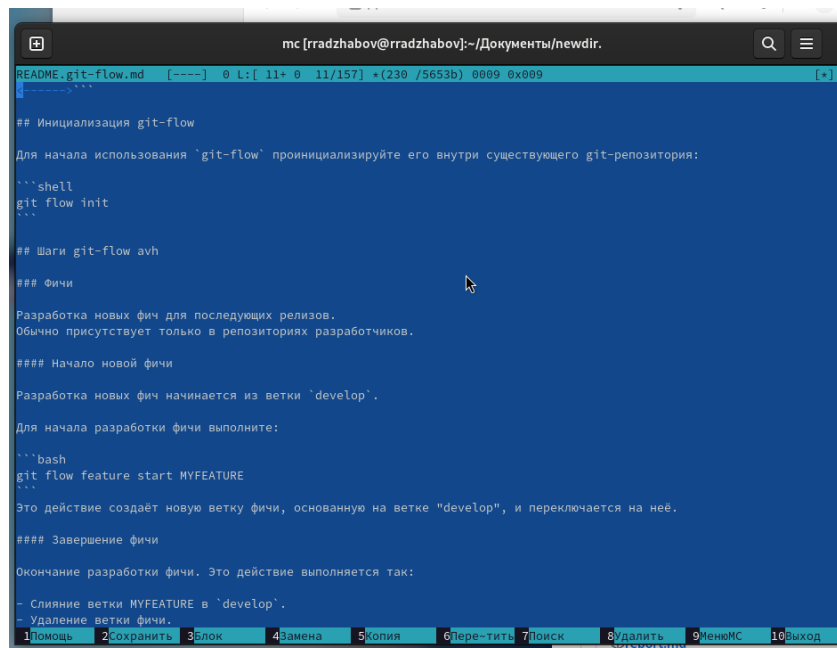 mc [rradzhabov@rradzhabov]:~/Документы/newdir.
README.git-flow.md [----] 0 L:[ 11+ 0 11/157] *(230 /5653b) 0009 0x009 [*]
<------>```
## Инициализация git-flow
Для начала использования `git-flow` проинициализируйте его внутри существующего git-репозитория:
```shell
git flow init
```
## Шаги git-flow avh
### Фичи
Разработка новых фич для последующих релизов.
Обычно присутствует только в репозиториях разработчиков.
#### Начало новой фичи
Разработка новых фич начинается из ветки `develop`.
Для начала разработки фичи выполните:
```bash
git flow feature start MYFEATURE
```
Это действие создаёт новую ветку фичи, основанную на ветке "develop", и переключается на неё.
#### Завершение фичи
Окончание разработки фичи. Это действие выполняется так:
- Слияние ветки MYFEATURE в `develop`.
- Удаление ветки фичи.
1Помощь 2Сохранить 3Блок 4Замена 5Копия 6Пере~тить 7Поиск 8Удалить 9МенюMC 10Выход